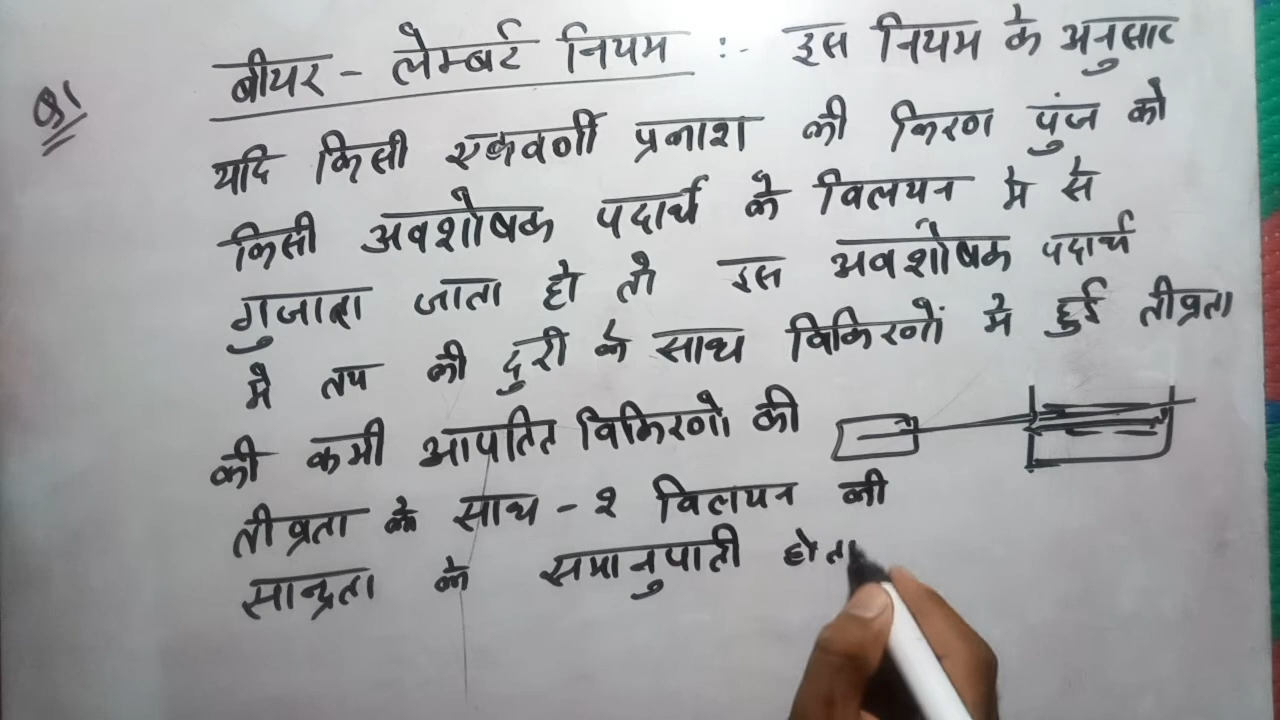 Q1
बीयर - लेम्बर्ट नियम :- इस नियम के अनुसार
यदि किसी एकवर्णी प्रकाश की किरण पुंज को
किसी अवशोषक पदार्थ के विलयन मे से
गुजारा जाता हो तो इस अवशोषक पदार्थ
मे तय की दुरी के साथ विकिरणों मे हुई तीव्रता
की कमी आपतित विकिरणो की
तीव्रता के साथ - २ विलयन की
सान्द्रता के समानुपाती होता